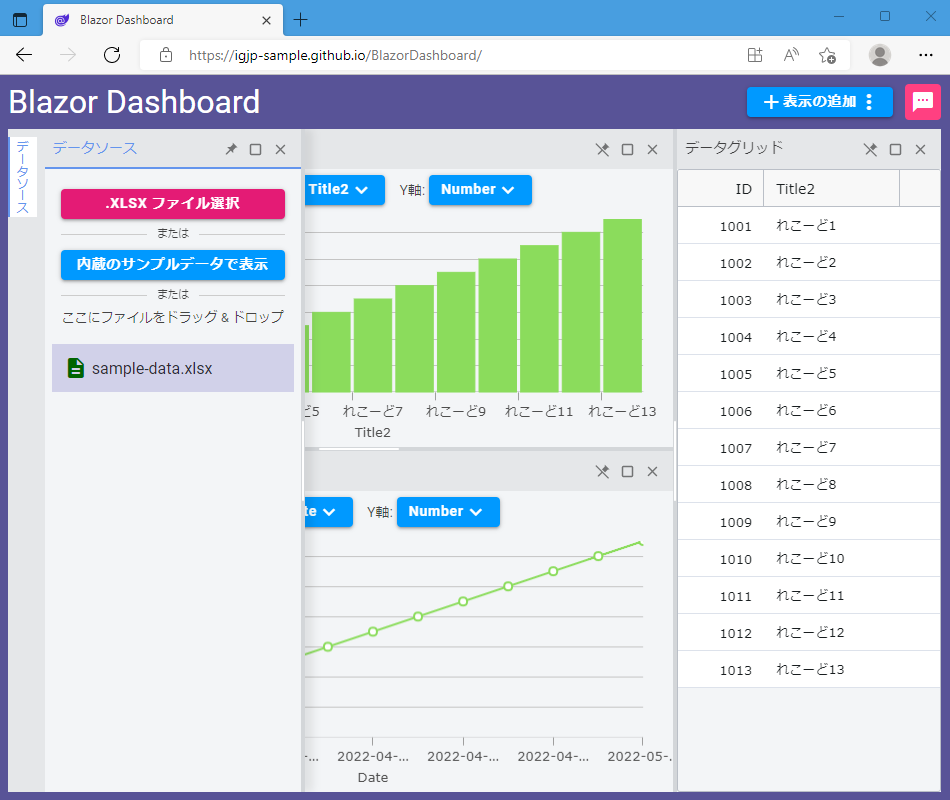 Blazor Dashboard
https://igjp-sample.github.io/BlazorDashboard/
Blazor Dashboard
表示の追加
データソース
データソース
.XLSX ファイル選択
または
内蔵のサンプルデータで表示
または
ここにファイルをドラッグ & ドロップ
sample-data.xlsx
Title2
Y軸:
Number
ど5
れこーど7
れこーど9
れこーど11
れこーど13
Title2
te
Y軸:
Number
-...
2022-04-...
2022-04-...
2022-04-...
2022-05-...
Date
データグリッド
ID Title2
1001 れこーど1
1002 れこーど2
1003 れこーど3
1004 れこーど4
1005 れこーど5
1006 れこーど6
1007 れこーど7
1008 れこーど8
1009 れこーど9
1010 れこーど10
1011 れこーど11
1012 れこーど12
1013 れこーど13